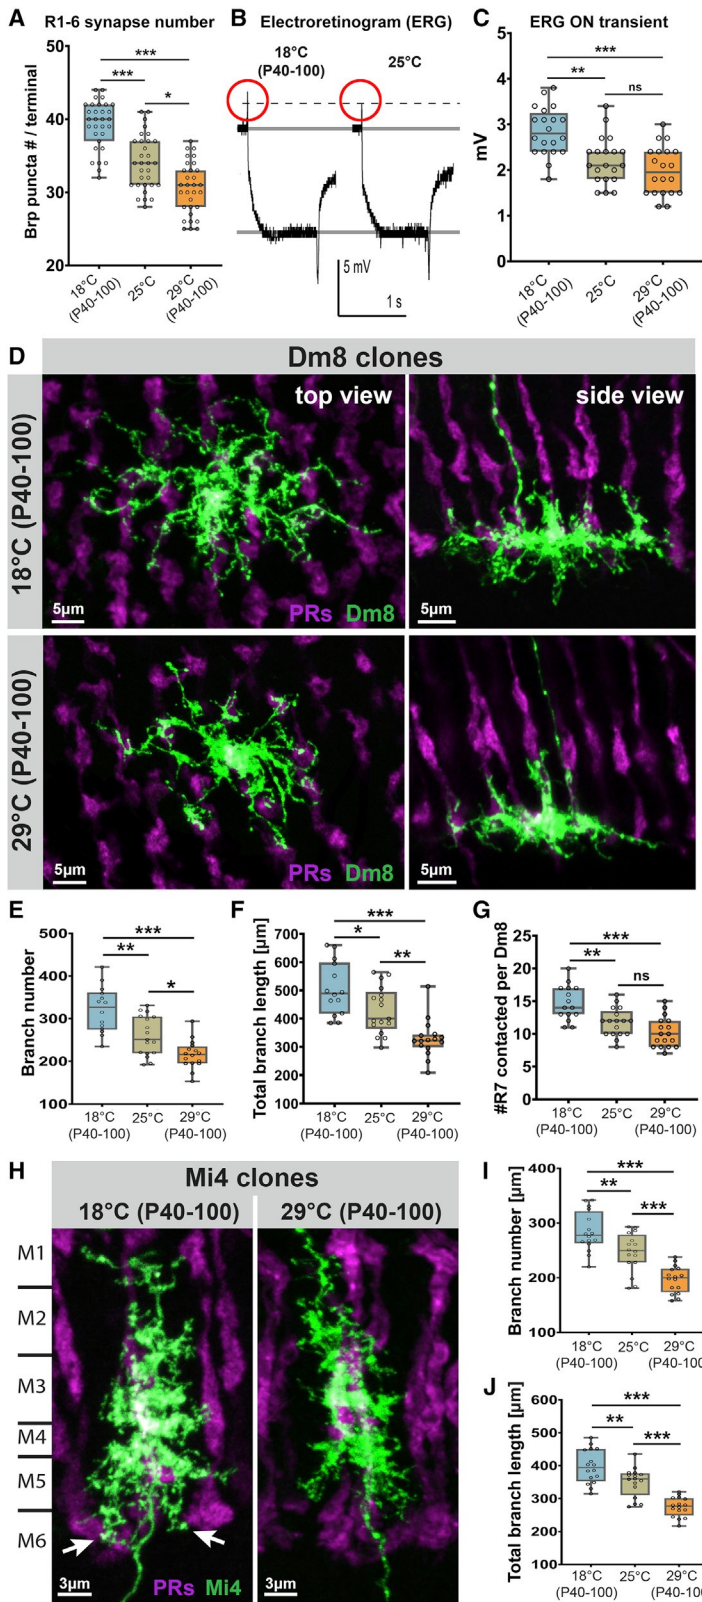 A R1-6 synapse number
***
***
*
Brp puncta # / terminal
50
40
30
20
18°C
(P40-100)
25°C
29°C
(P40-100)
B Electroretinogram (ERG)
18°C
(P40-100)
25°C
5 mV
1 s
C ERG ON transient
***
**
ns
mV
5
4
3
2
1
0
18°C
(P40-100)
25°C
29°C
(P40-100)
D Dm8 clones
18°C (P40-100)
top view
side view
5µm
PRs Dm8
5µm
29°C (P40-100)
5µm
PRs Dm8
5µm
E
***
**
*
Branch number
500
400
300
200
100
18°C
(P40-100)
25°C
29°C
(P40-100)
F
***
*
**
Total branch length [µm]
700
600
500
400
300
200
100
18°C
(P40-100)
25°C
29°C
(P40-100)
G
***
**
ns
#R7 contacted per Dm8
25
20
15
10
5
0
18°C
(P40-100)
25°C
29°C
(P40-100)
H Mi4 clones
18°C (P40-100)
29°C (P40-100)
M1
M2
M3
M4
M5
M6
3µm
PRs Mi4
3µm
I
***
**
***
Branch number [µm]
400
300
200
100
18°C
(P40-100)
25°C
29°C
(P40-100)
J
***
**
***
Total branch length [µm]
600
500
400
300
200
100
18°C
(P40-100)
25°C
29°C
(P40-100)